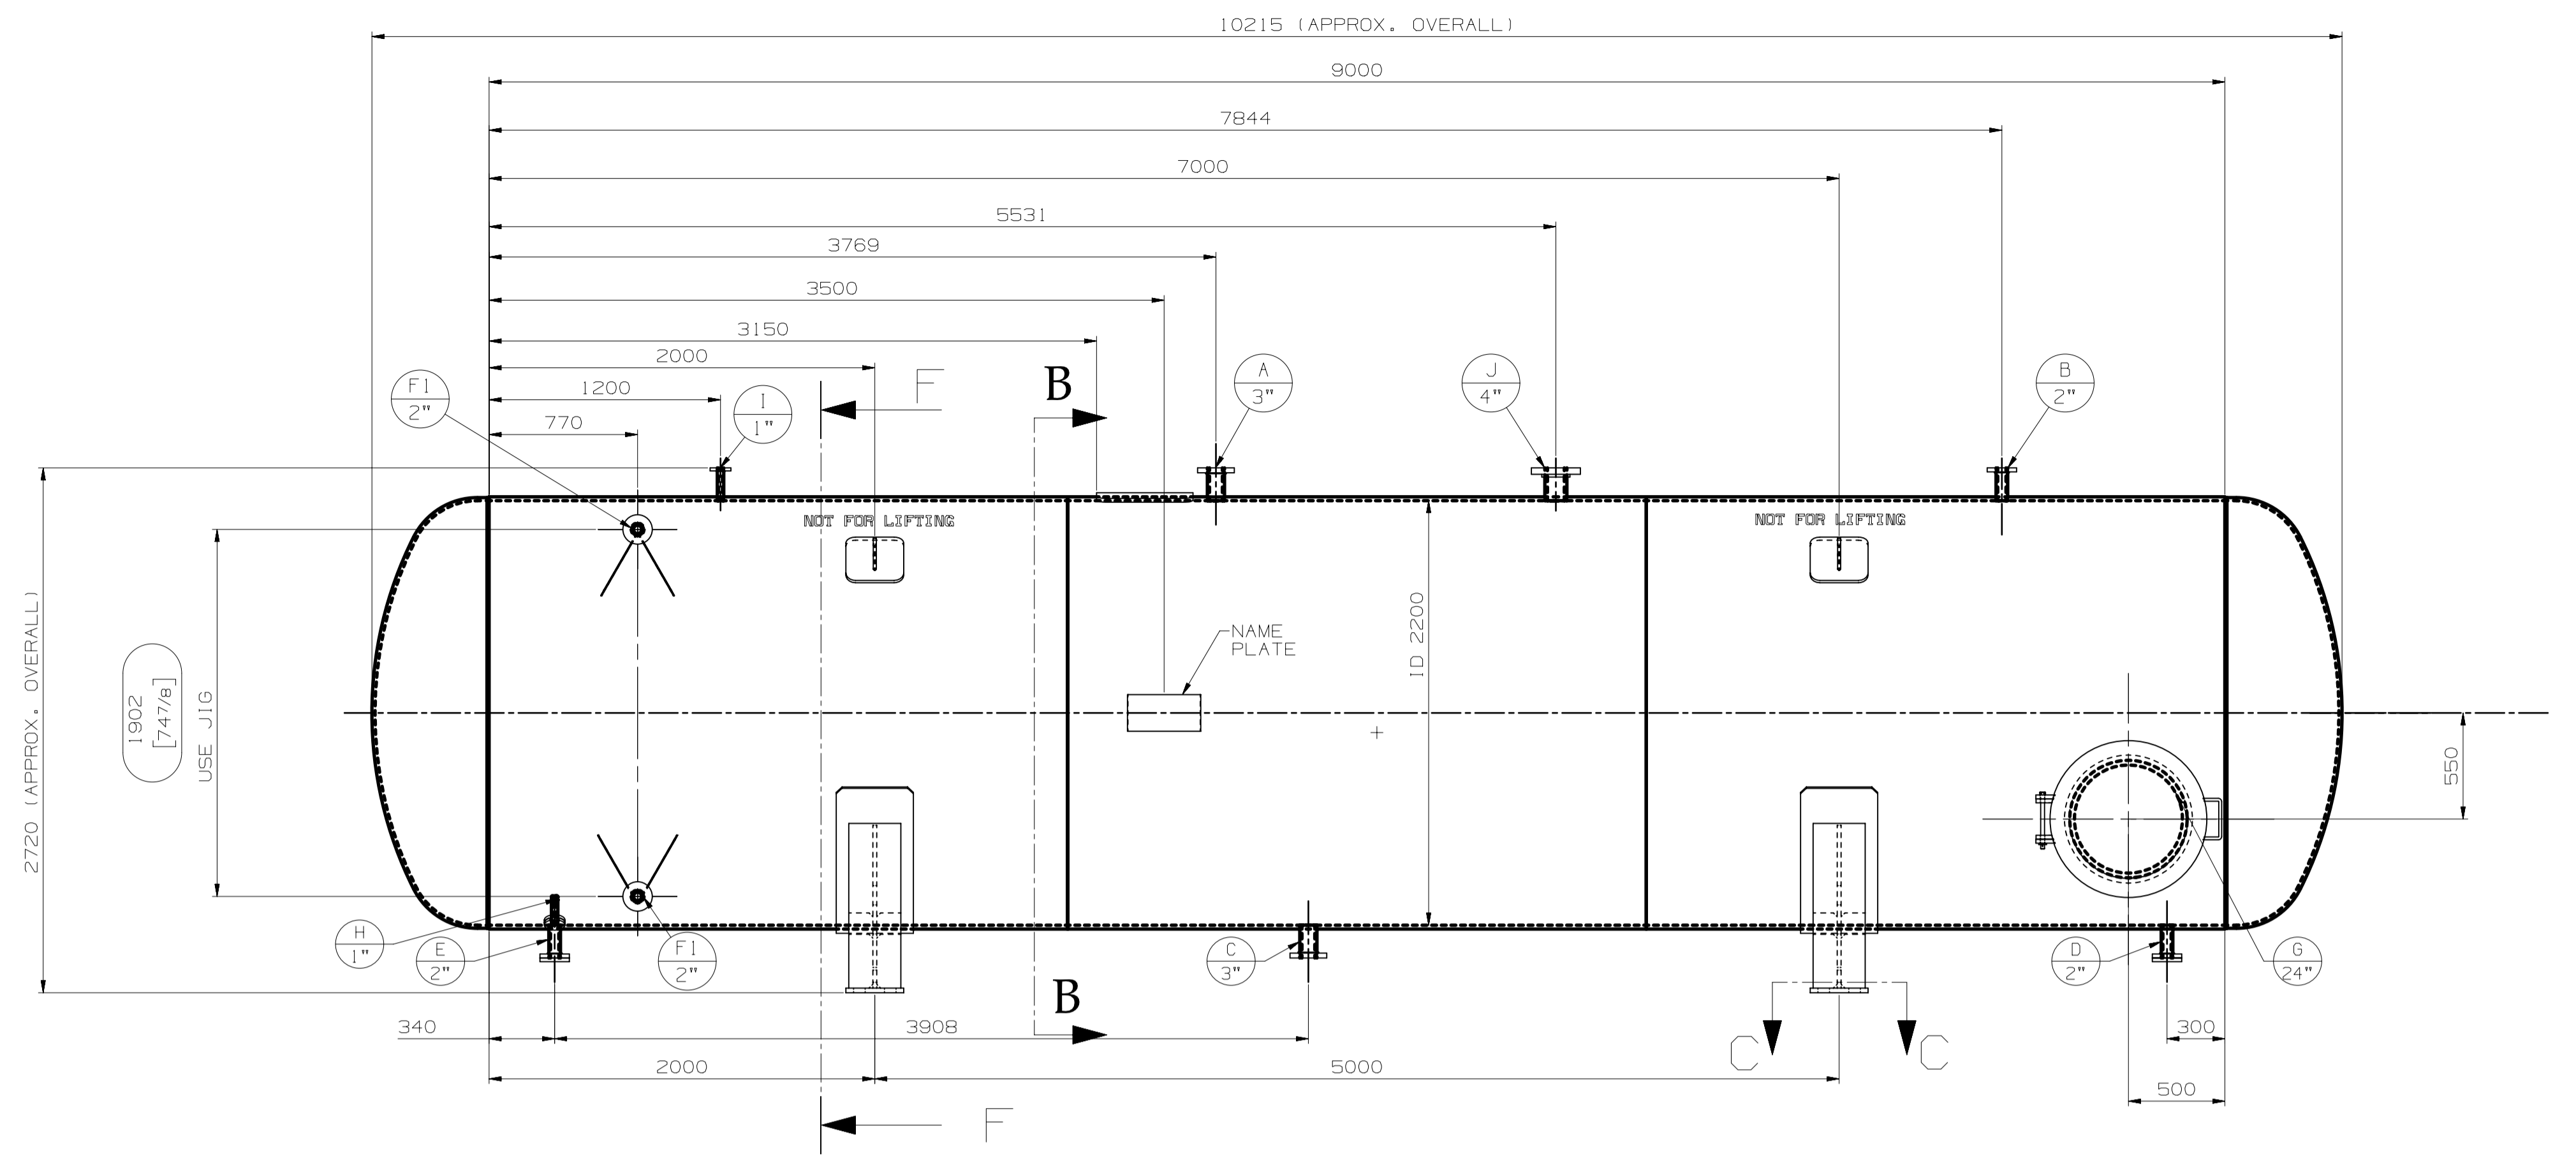 10215 (APPROX. OVERALL)
9000
7844
7000
5531
3769
3500
3150
2000
1200
770
F1
2"
I
1"
F
B
A
3"
J
4"
B
2"
NOT FOR LIFTING
NOT FOR LIFTING
2720 (APPROX. OVERALL)
1902
[747/8]
USE JIG
NAME
PLATE
ID 2200
550
H
1"
E
2"
F1
2"
C
3"
D
2"
G
24"
B
340
3908
300
C
C
2000
5000
500
F